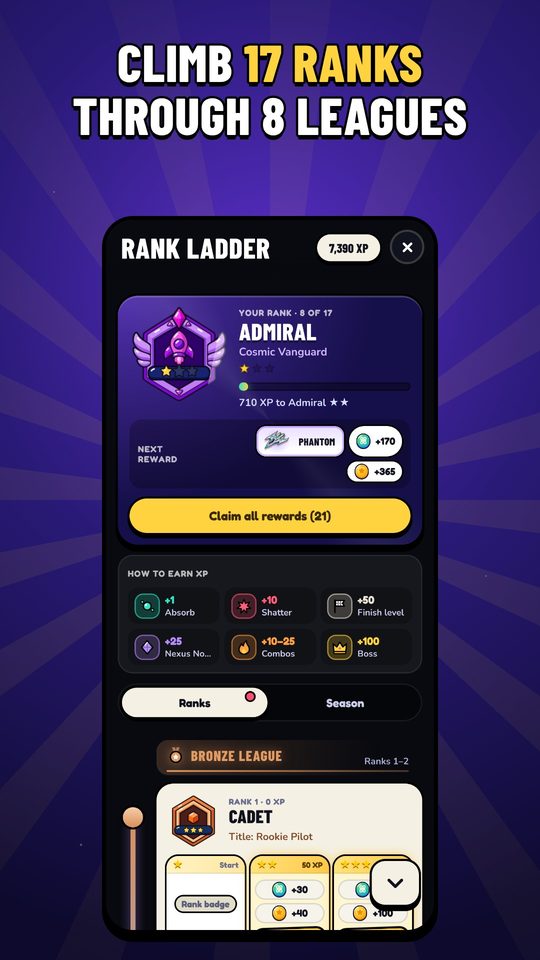 CLIMB 17 RANKS
THROUGH 8 LEAGUES
RANK LADDER
7,390 XP
YOUR RANK · 8 OF 17
ADMIRAL
Cosmic Vanguard
710 XP to Admiral ★★
NEXT
REWARD
PHANTOM
+170
+365
Claim all rewards (21)
HOW TO EARN XP
+1
Absorb
+10
Shatter
+50
Finish level
+25
Nexus No...
+10–25
Combos
+100
Boss
Ranks
Season
BRONZE LEAGUE
Ranks 1–2
RANK 1 · 0 XP
CADET
Title: Rookie Pilot
Start
50 XP
Rank badge
+30
+40
+100